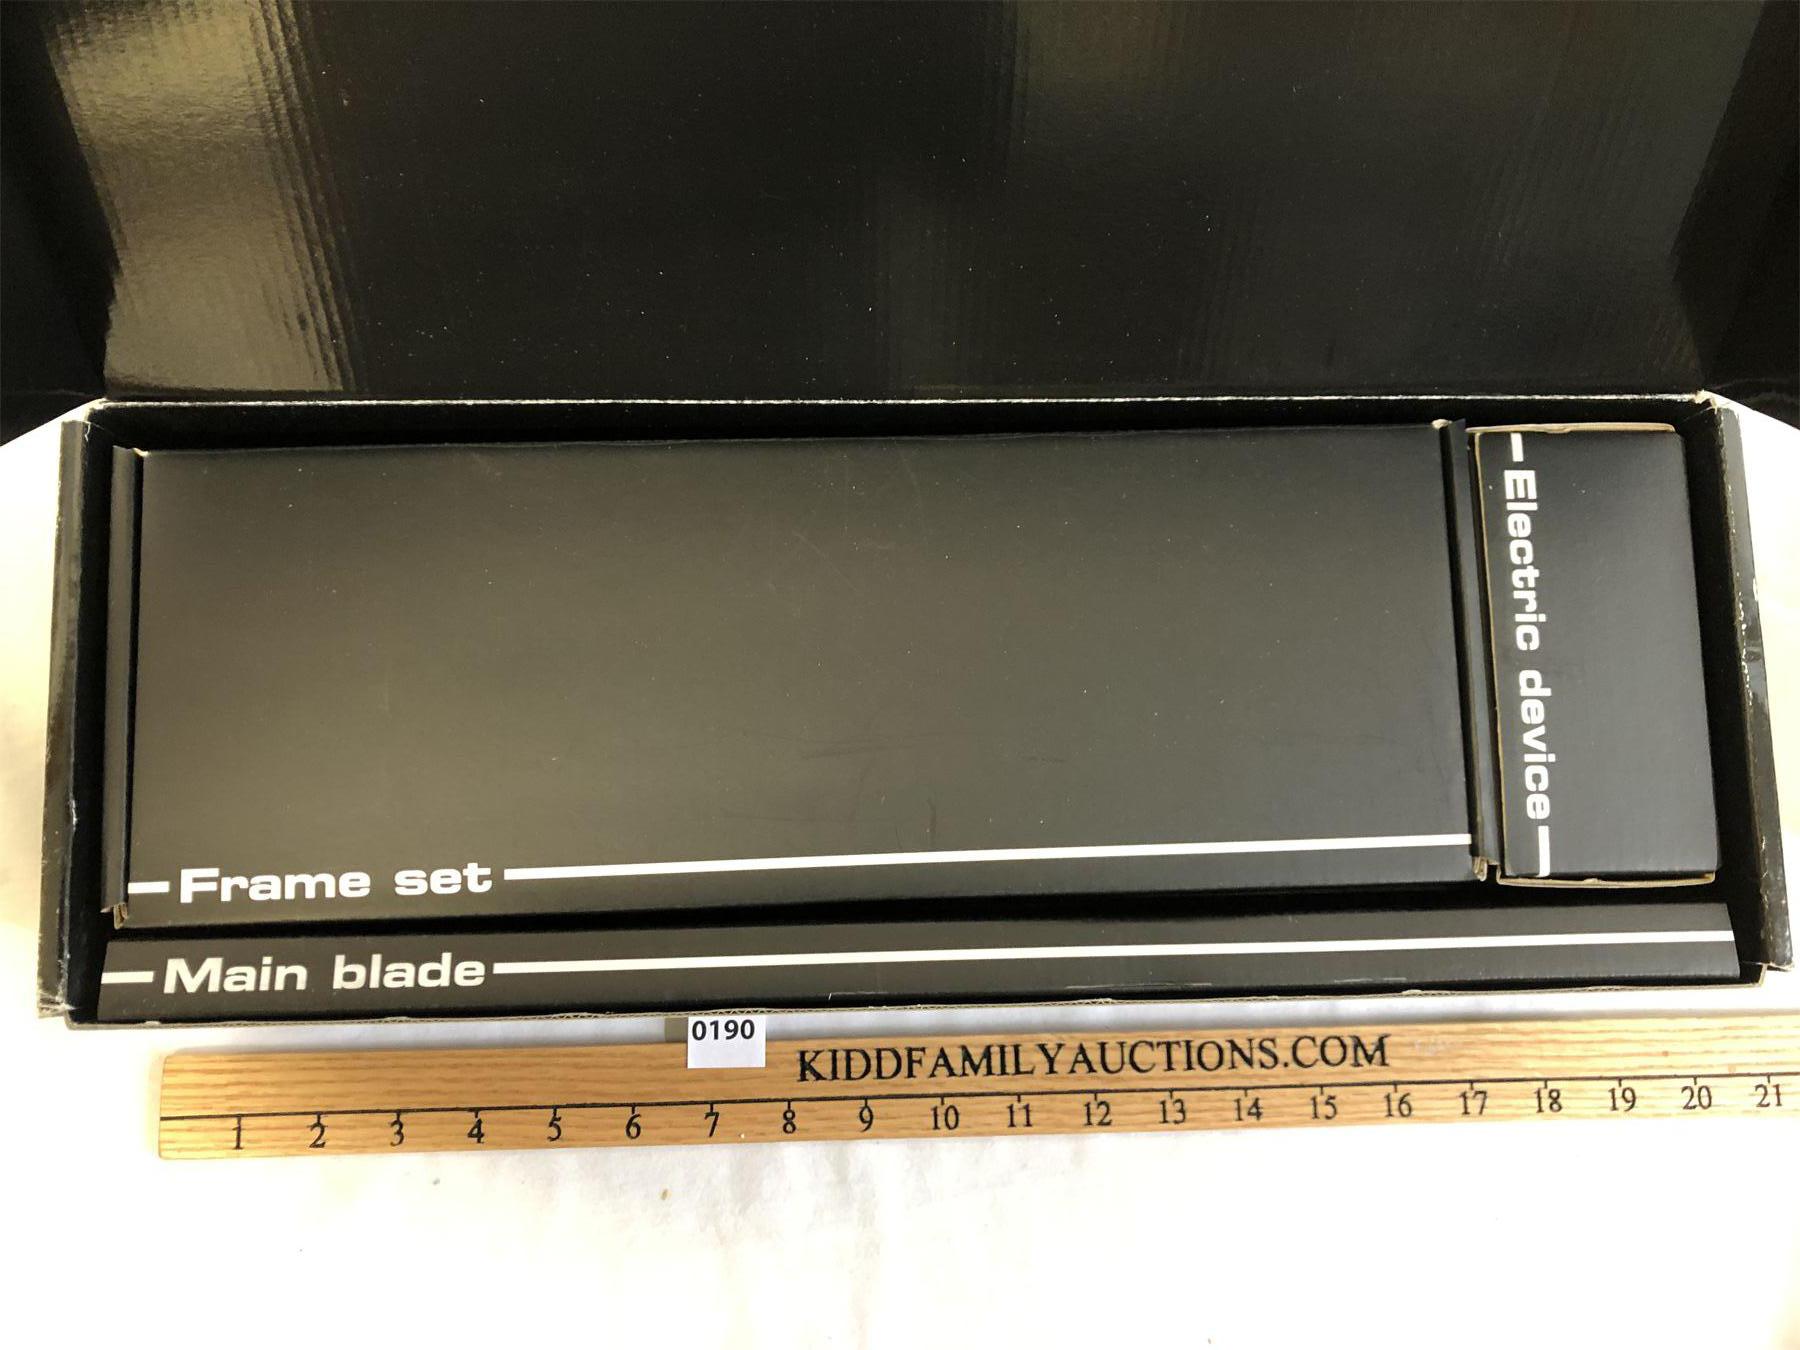 Electric device
Frame set
Main blade
0190
KIDDFAMILYAUCTIONS.COM
1 2 3 4 5 6 7 8 9 10 11 12 13 14 15 16 17 18 19 20 21